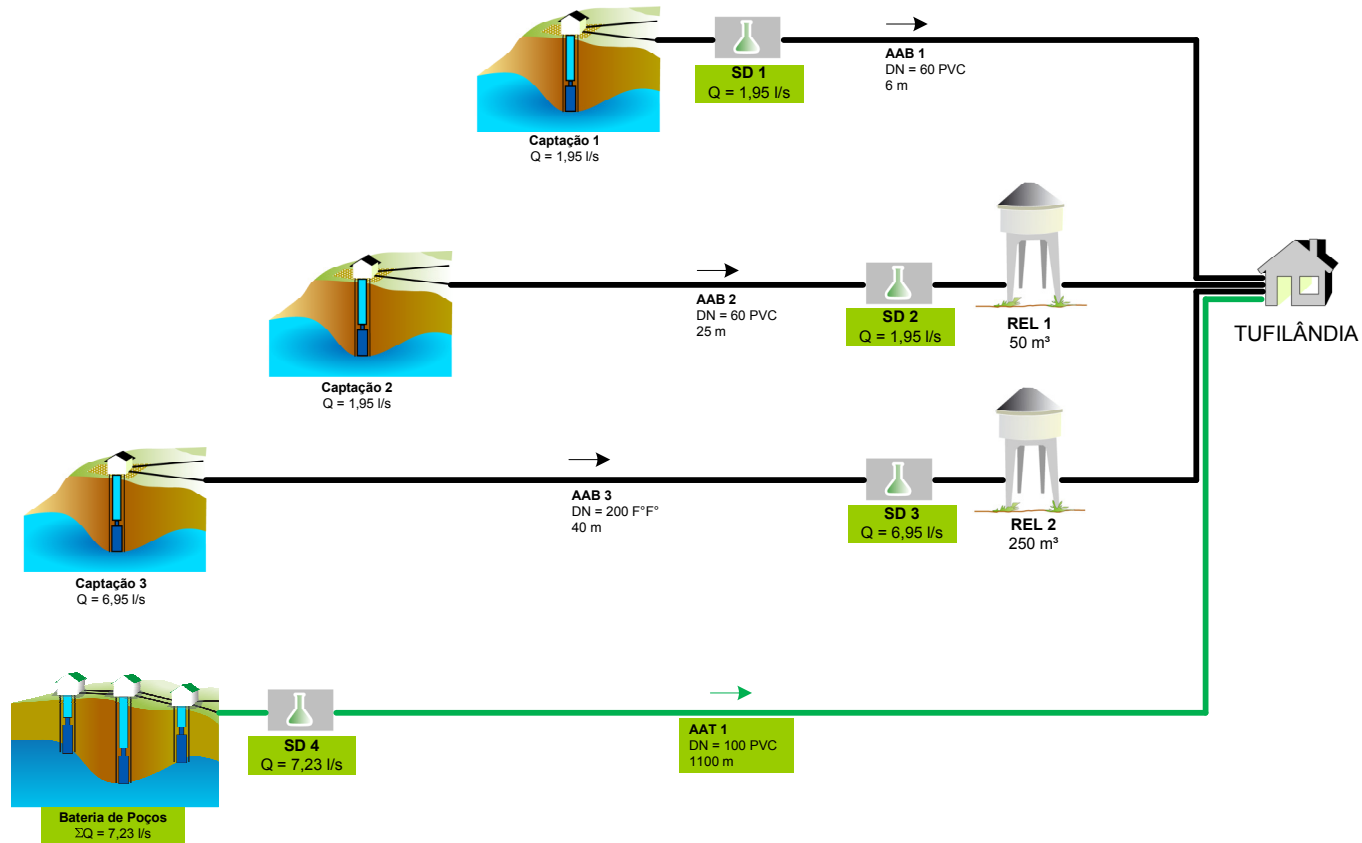 SD 1
Q = 1,95 l/s
AAB 1
DN = 60 PVC
6 m
Captação 1
Q = 1,95 l/s
AAB 2
DN = 60 PVC
25 m
SD 2
Q = 1,95 l/s
REL 1
50 m³
TUFILÂNDIA
Captação 2
Q = 1,95 l/s
AAB 3
DN = 200 F°F°
40 m
SD 3
Q = 6,95 l/s
REL 2
250 m³
Captação 3
Q = 6,95 l/s
SD 4
Q = 7,23 l/s
AAT 1
DN = 100 PVC
1100 m
Bateria de Poços
ΣQ = 7,23 l/s